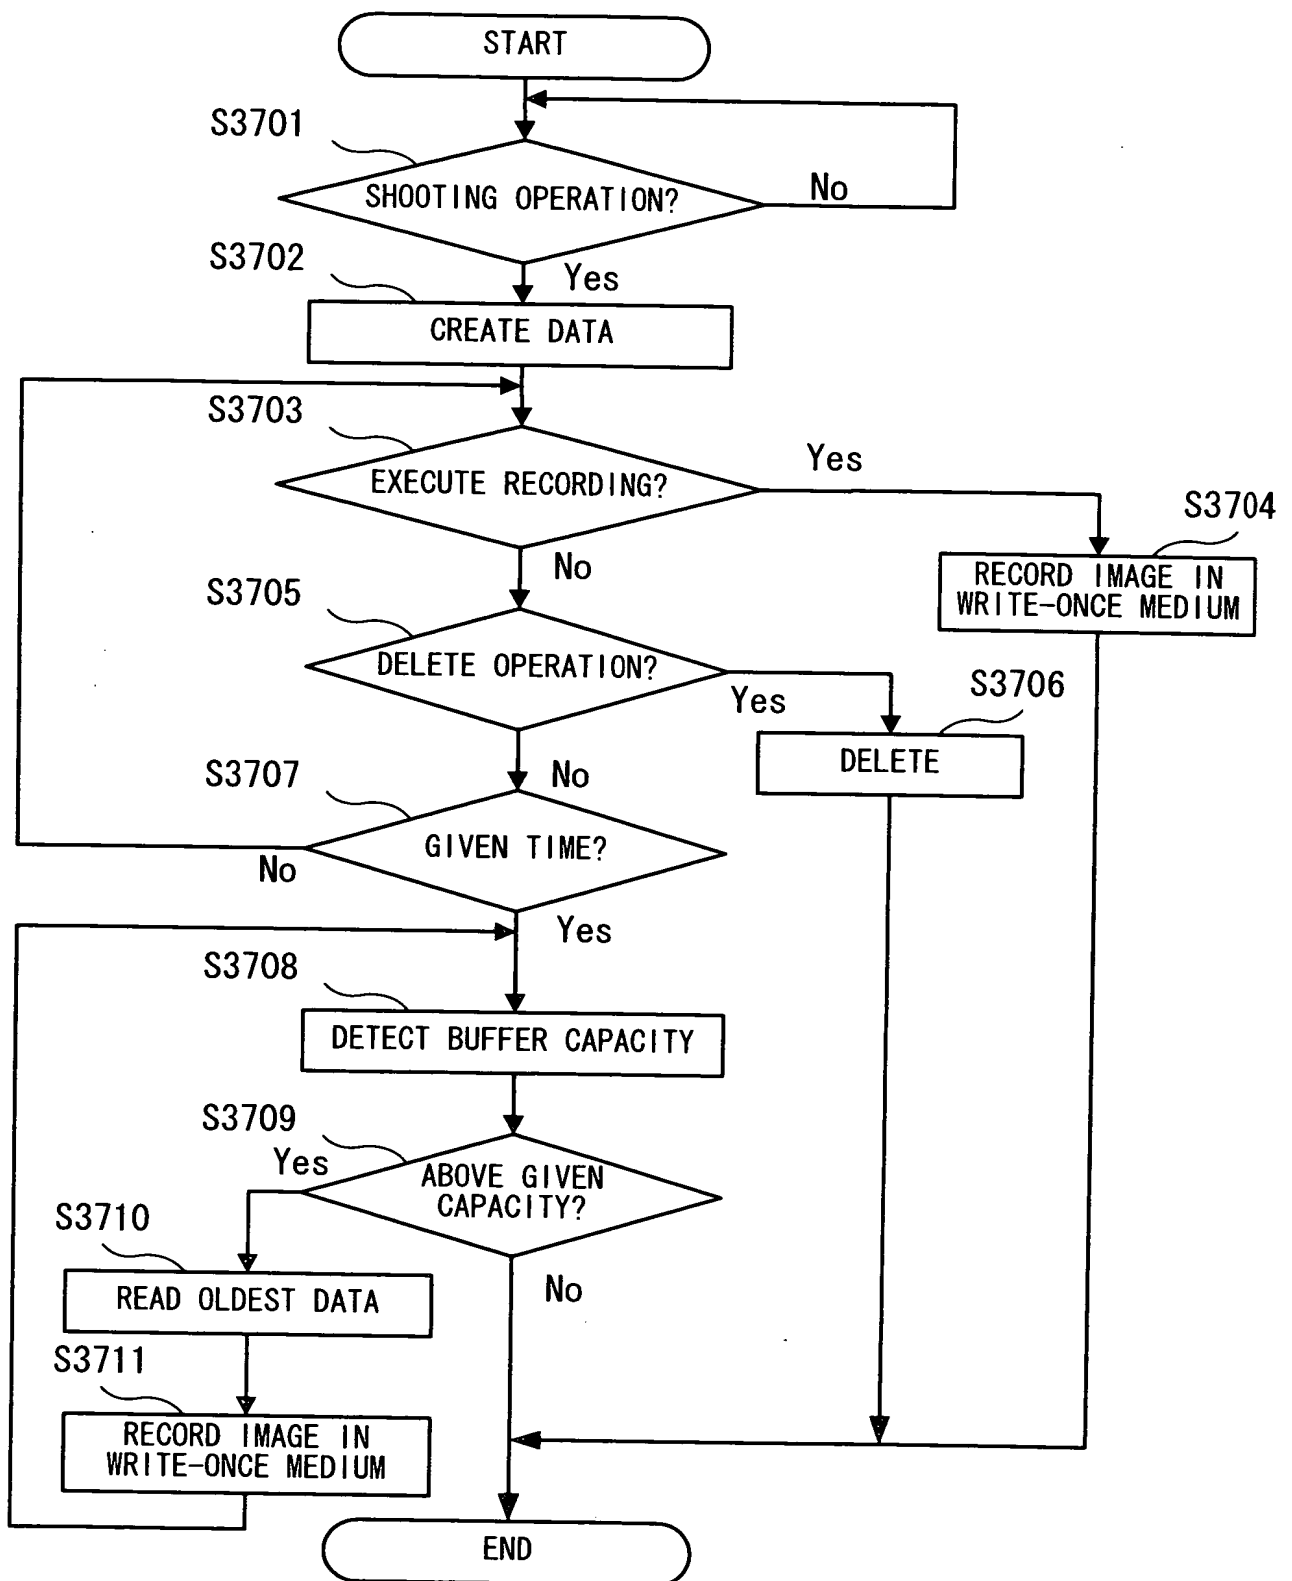 START
S3701
SHOOTING OPERATION?
No
S3702
Yes
CREATE DATA
S3703
Yes
EXECUTE RECORDING?
S3704
No
RECORD IMAGE IN
WRITE-ONCE MEDIUM
S3705
DELETE OPERATION?
Yes
S3706
DELETE
S3707
No
GIVEN TIME?
No
Yes
S3708
DETECT BUFFER CAPACITY
S3709
Yes
ABOVE GIVEN
CAPACITY?
S3710
No
READ OLDEST DATA
S3711
RECORD IMAGE IN
WRITE-ONCE MEDIUM
END